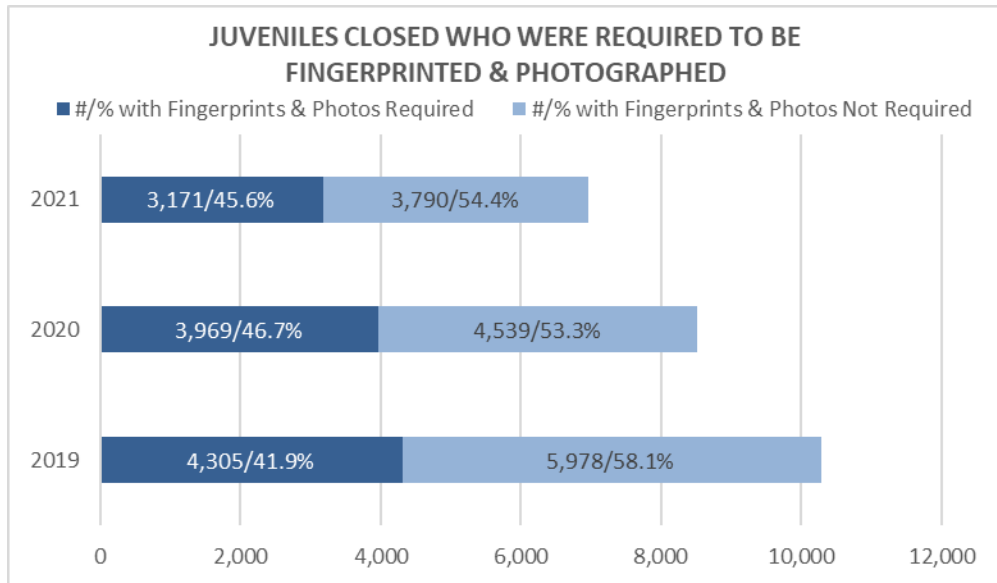 JUVENILES CLOSED WHO WERE REQUIRED TO BE
FINGERPRINTED & PHOTOGRAPHED
#/% with Fingerprints & Photos Required #/% with Fingerprints & Photos Not Required
2021 3,171/45.6% 3,790/54.4%
2020 3,969/46.7% 4,539/53.3%
2019 4,305/41.9% 5,978/58.1%
0 2,000 4,000 6,000 8,000 10,000 12,000